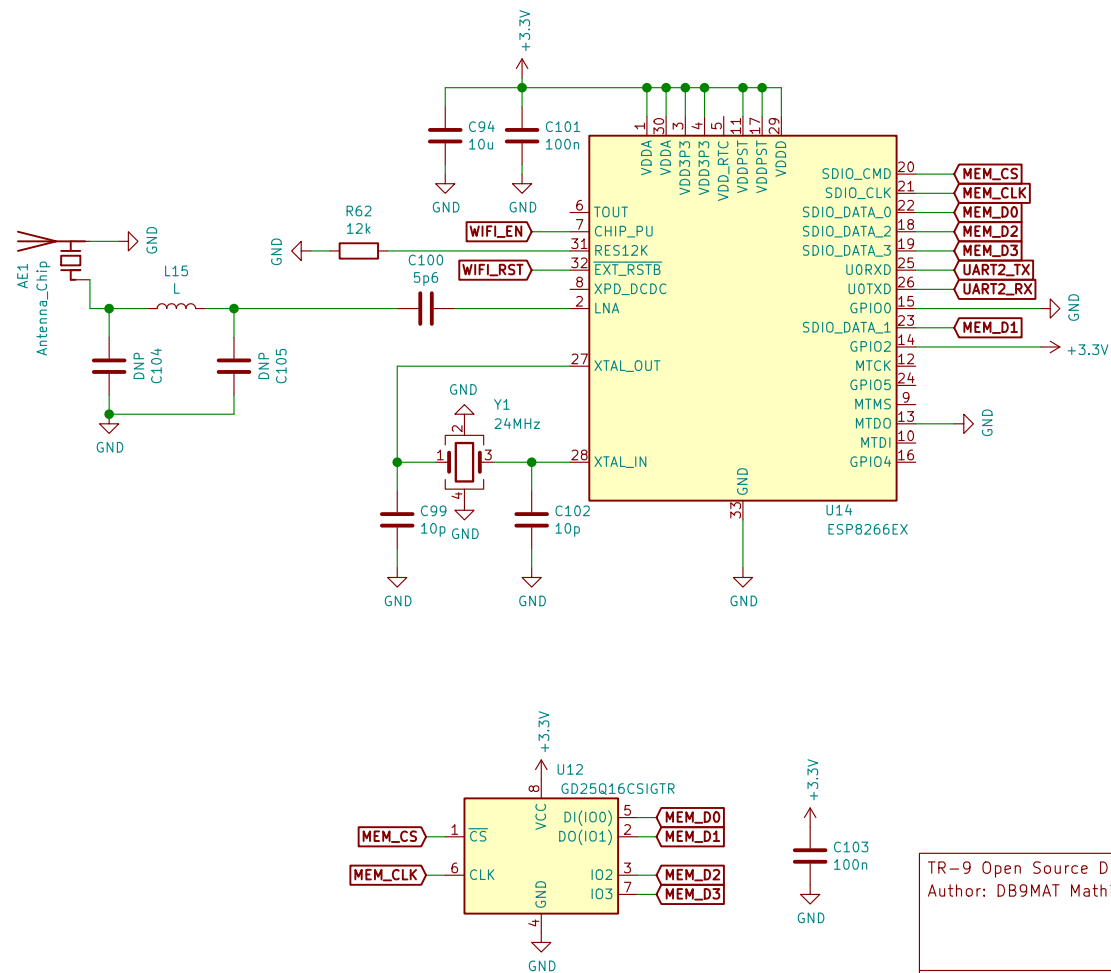 +3.3V
C94
10u
C101
100n
GND
GND
1
30
3
4
5
11
17
29
VDDA
VDDA
VDD3P3
VDD3P3
VDD_RTC
VDDPST
VDDPST
VDDD
WIFI_EN
WIFI_RST
R62
12k
GND
C100
5p6
AE1
Antenna_Chip
GND
L15
L
DNP
C104
DNP
C105
GND
6 TOUT
7 CHIP_PU
31 RES12K
32 EXT_RSTB
8 XPD_DCDC
2 LNA
27 XTAL_OUT
28 XTAL_IN
SDIO_CMD 20 MEM_CS
SDIO_CLK 21 MEM_CLK
SDIO_DATA_0 22 MEM_D0
SDIO_DATA_2 18 MEM_D2
SDIO_DATA_3 19 MEM_D3
U0RXD 25 UART2_TX
U0TXD 26 UART2_RX
GPIO0 15 GND
SDIO_DATA_1 23 MEM_D1
GPIO2 14 +3.3V
MTCK 12
GPIO5 24
MTMS 9
MTDO 13 GND
MTDI 10
GPIO4 16
GND
33
U14
ESP8266EX
GND
GND
Y1
24MHz
1
2
3
4
GND
C99
10p
GND
C102
10p
GND
+3.3V
U12
GD25Q16CSIGTR
8
VCC
MEM_CS 1 CS
MEM_CLK 6 CLK
DI(IO0) 5 MEM_D0
DO(IO1) 2 MEM_D1
IO2 3 MEM_D2
IO3 7 MEM_D3
GND
4
GND
+3.3V
C103
100n
GND
TR-9 Open Source D
Author: DB9MAT Math